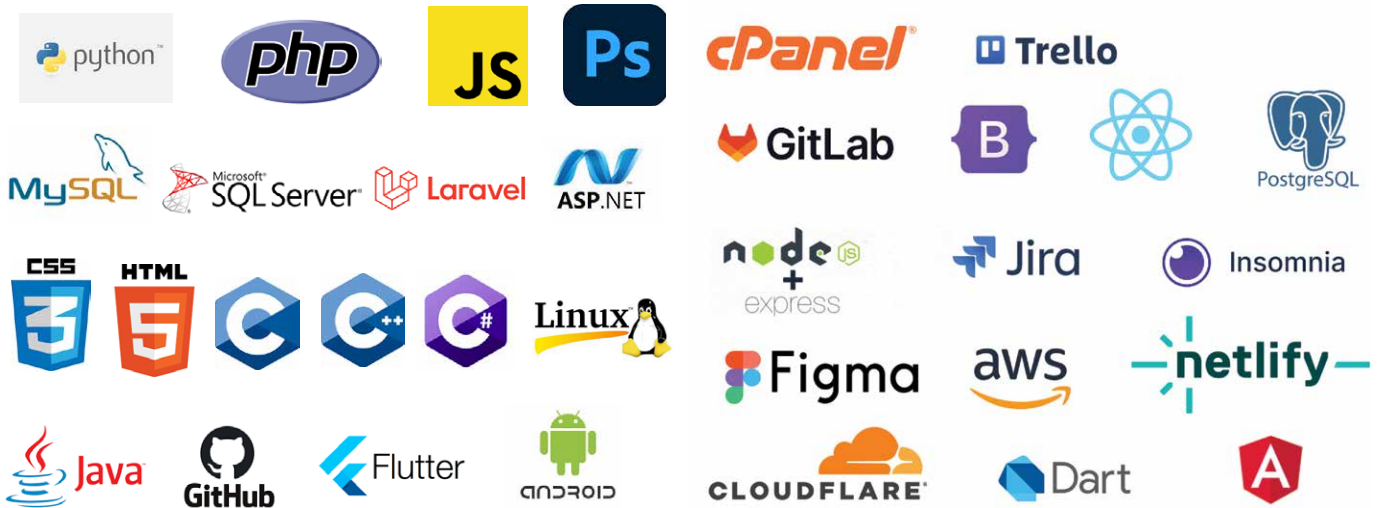 python™
php
JS
Ps
cPanel®
Trello
MySQL
Microsoft®
SQL Server®
Laravel
ASP.NET
GitLab
B
PostgreSQL
CSS
3
HTML
5
C
C++
C#
Linux™
node JS
+
express
Jira
Insomnia
Figma
aws
netlify
Java™
GitHub
Flutter
ANDROID
CLOUDFLARE®
Dart
A